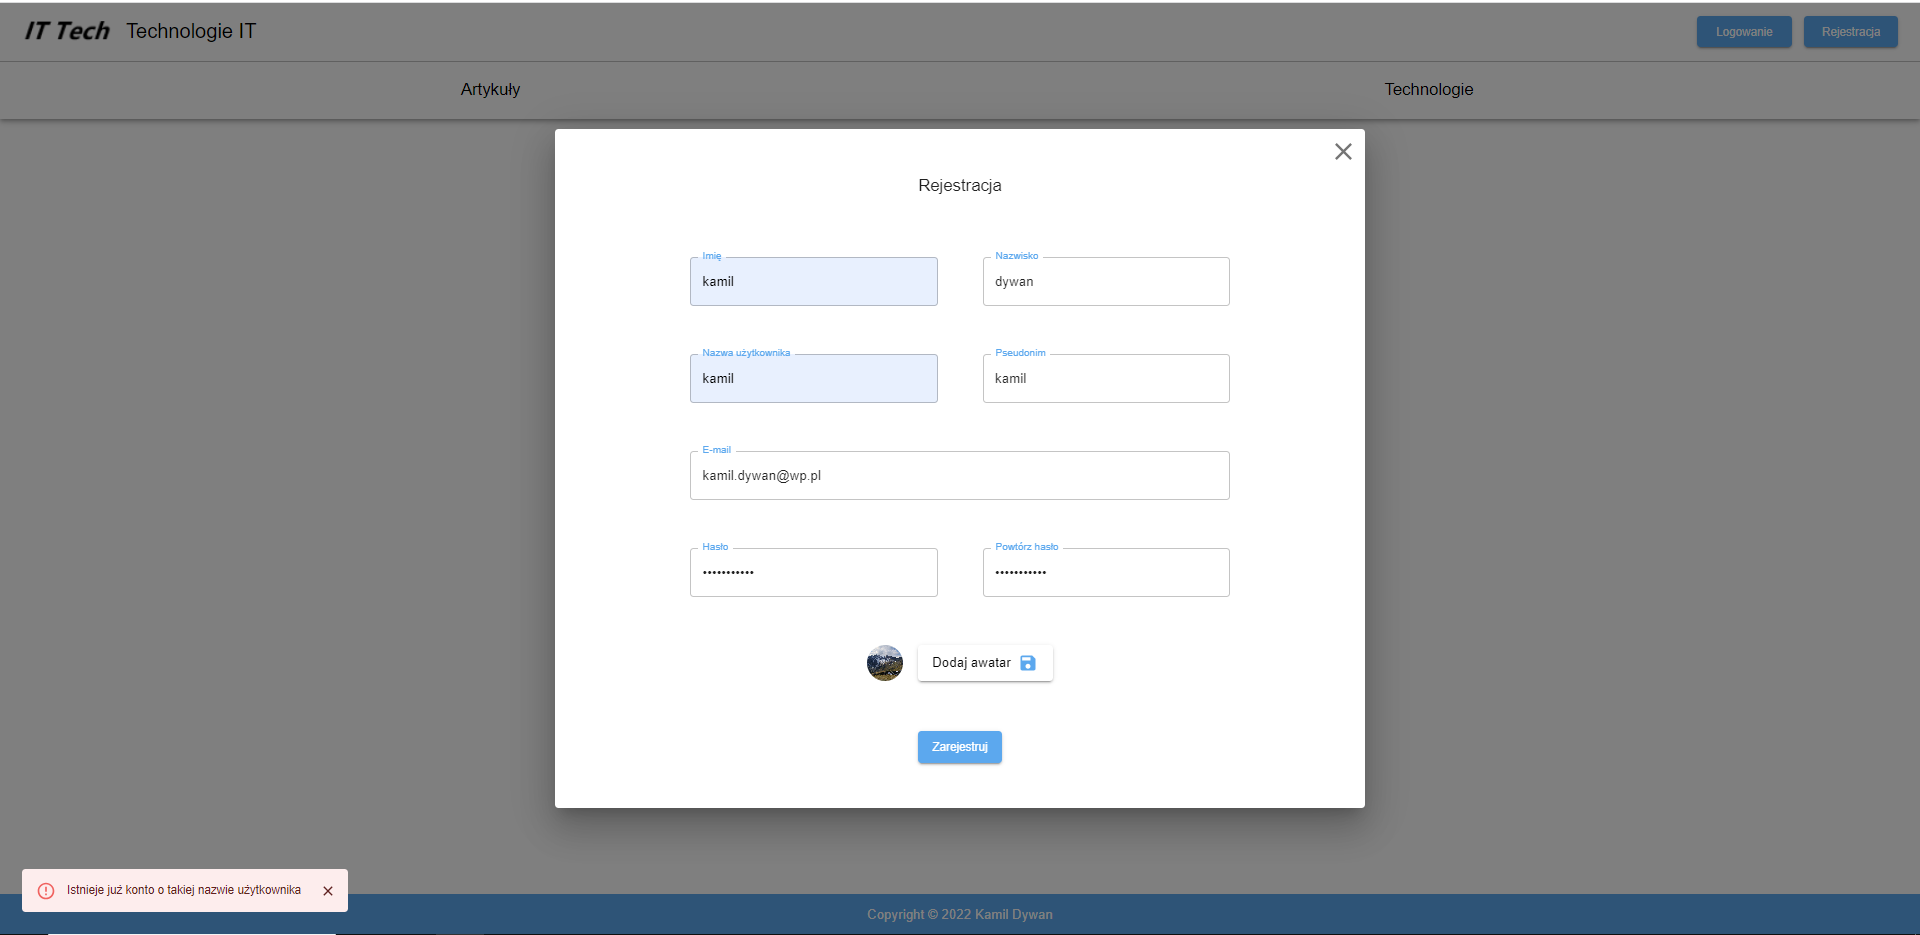 IT Tech Technologie IT Logowanie Rejestracja
Artykuły Technologie
Rejestracja
Imię Nazwisko
kamil dywan
Nazwa użytkownika Pseudonim
kamil kamil
E-mail
kamil.dywan@wp.pl
Hasło Powtórz hasło
••••••••••• •••••••••••
Dodaj awatar
Zarejestruj
Istnieje już konto o takiej nazwie użytkownika
Copyright © 2022 Kamil Dywan